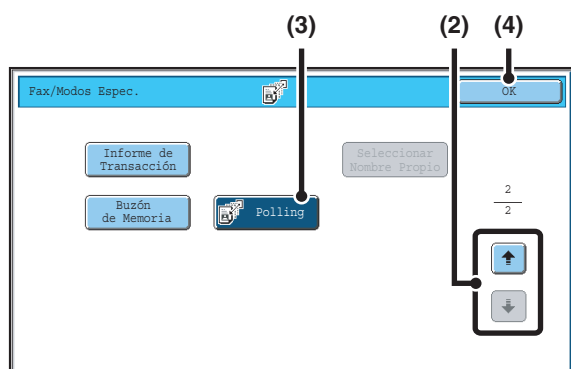 (3) (2) (4)
Fax/Modos Espec. OK
Informe de
Transacción
Seleccionar
Nombre Propio
Buzón
de Memoria
Polling
2
2